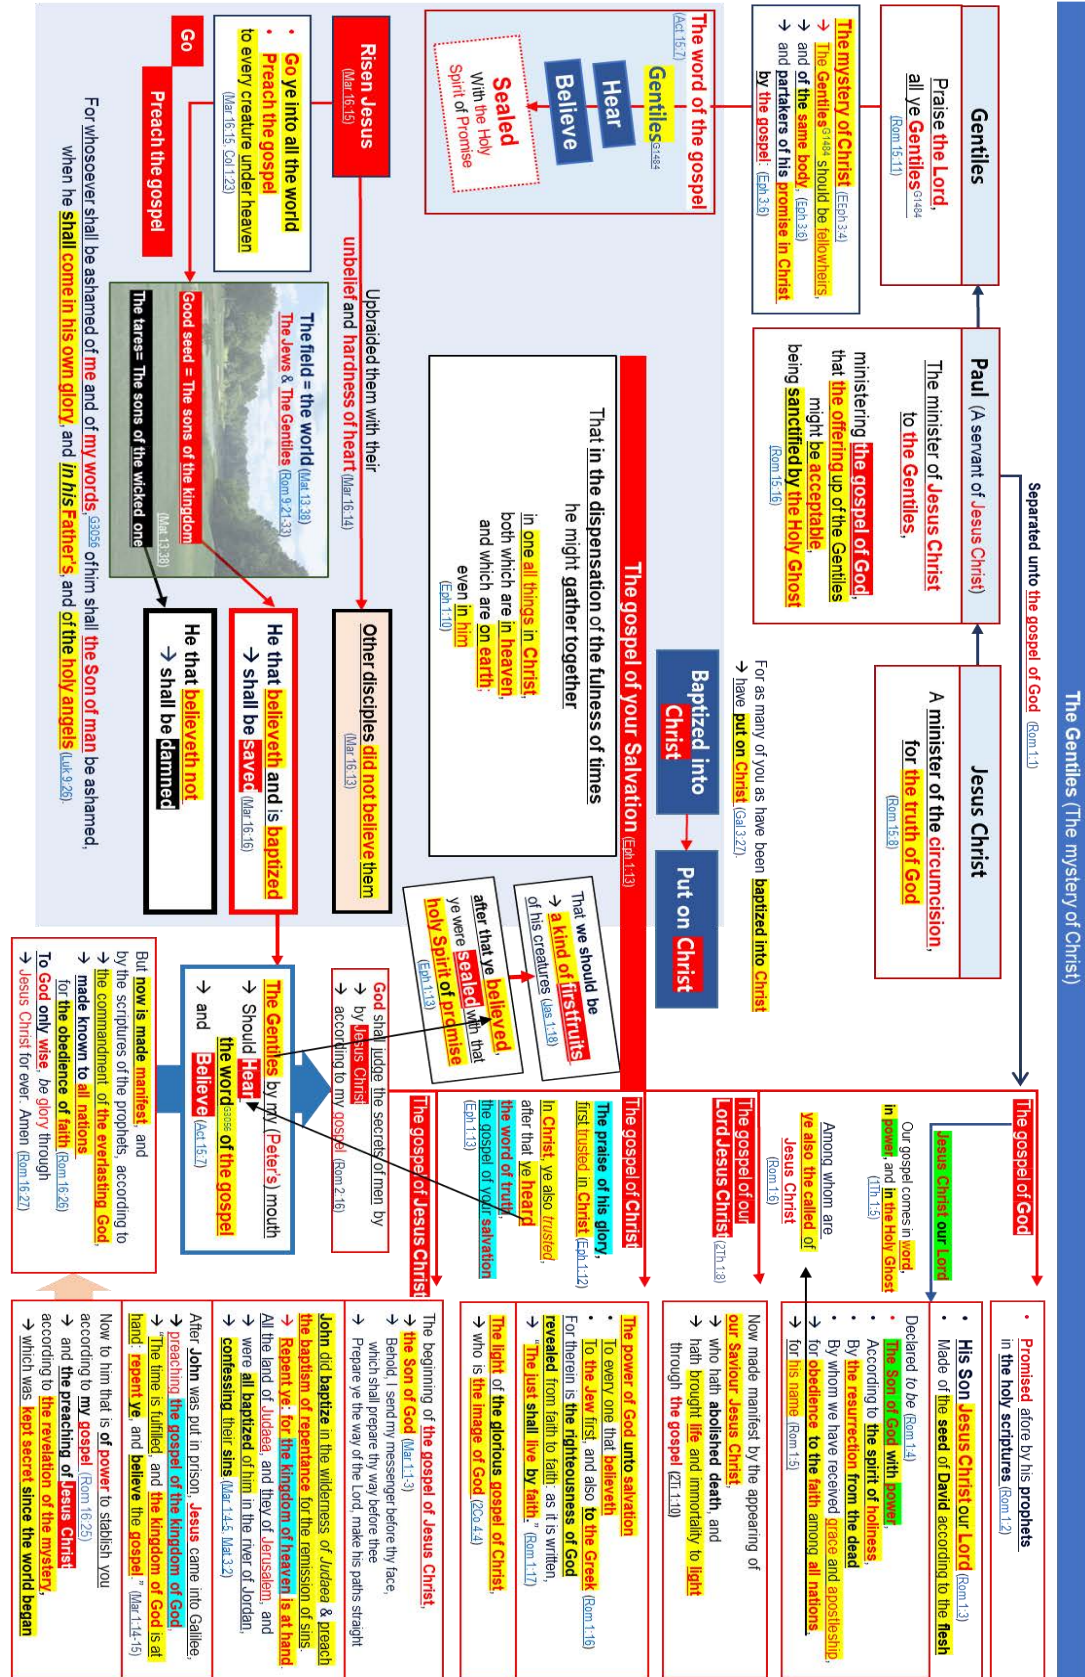 The Gentiles (The mystery of Christ)
Gentiles
Praise the Lord,
all ye Gentiles G1484
(Rom 15:11)
Paul (A servant of Jesus Christ)
The minister of Jesus Christ
to the Gentiles,
ministering the gospel of God,
that the offering up of the Gentiles
might be acceptable,
being sanctified by the Holy Ghost
(Rom 15:16)
Jesus Christ
A minister of the circumcision,
for the truth of God
(Rom 15:8)
Separated unto the gospel of God (Rom 1:1)
The mystery of Christ (EEph 3:4)
→ The Gentiles G1484 should be fellowheirs,
→ and of the same body, (Eph 3:6)
→ and partakers of his promise in Christ
by the gospel: (Eph 3:6)
The word of the gospel
(Act 15:7)
Gentiles G1484
Hear
Believe
Sealed
With the Holy
Spirit of Promise
For as many of you as have been baptized into Christ
→ have put on Christ (Gal 3:27).
Baptized into
Christ
Put on Christ
The gospel of your Salvation (Eph 1:13)
That in the dispensation of the fulness of times
he might gather together
in one all things in Christ,
both which are in heaven,
and which are on earth;
even in him
(Eph 1:10)
That we should be
→ a kind of firstfruits
of his creatures (Jas 1:18)
after that ye believed,
ye were sealed with that
holy Spirit of promise
(Eph 1:13)
Risen Jesus
(Mar 16:15)
Upbraided them with their
unbelief and hardness of heart (Mar 16:14)
Other disciples did not believe them
(Mar 16:13)
• Go ye into all the world
• Preach the gospel
to every creature under heaven
(Mar 16:15, Col 1:23)
Go
Preach the gospel
The field = the world (Mat 13:38)
The Jews & The Gentiles (Rom 9:21-33)
Good seed = The sons of the kingdom
The tares= The sons of the wicked one
(Mat 13:38)
He that believeth and is baptized
→ shall be saved (Mar 16:16)
He that believeth not
→ shall be damned
For whosoever shall be ashamed of me and of my words, G3056 of him shall the Son of man be ashamed,
when he shall come in his own glory, and in his Father's, and of the holy angels (Luk 9:26).
The gospel of God
• Promised afore by his prophets
in the holy scriptures (Rom 1:2)
Jesus Christ our Lord
Our gospel comes in word,
in power, and in the Holy Ghost
(1Th 1:5)
Among whom are
ye also the called of
Jesus Christ
(Rom 1:6)
• His Son Jesus Christ our Lord (Rom 1:3)
• Made of the seed of David according to the flesh
Declared to be (Rom 1:4)
• The Son of God with power,
• According to the spirit of holiness,
• By the resurrection from the dead
• By whom we have received grace and apostleship,
→ for obedience to the faith among all nations,
→ for his name (Rom 1:5)
The gospel of our
Lord Jesus Christ (2Th 1:8)
Now made manifest by the appearing of
our Saviour Jesus Christ,
→ who hath abolished death, and
→ hath brought life and immortality to light
through the gospel (2Ti 1:10)
The gospel of Christ
The praise of his glory,
first trusted in Christ (Eph 1:12)
In Christ, ye also trusted,
after that ye heard
the word of truth,
the gospel of your salvation
(Eph 1:13)
The power of God unto salvation
• To every one that believeth
• To the Jew first, and also to the Greek (Rom 1:16)
For therein is the righteousness of God
revealed from faith to faith: as it is written,
→ "The just shall live by faith." (Rom 1:17)
The light of the glorious gospel of Christ,
→ who is the image of God (2Co 4:4)
The gospel of Jesus Christ
God shall judge the secrets of men by
→ by Jesus Christ
→ according to my gospel (Rom 2:16)
The beginning of the gospel of Jesus Christ,
→ the Son of God (Mar 1:1-3)
→ Behold, I send my messenger before thy face,
which shall prepare thy way before thee
→ Prepare ye the way of the Lord, make his paths straight
John did baptize in the wilderness of Judaea & preach
the baptism of repentance for the remission of sins.
→ Repent ye: for the kingdom of heaven is at hand.
All the land of Judaea, and they of Jerusalem, and
→ were all baptized of him in the river of Jordan,
→ confessing their sins (Mar 1:4-5, Mat 3:2)
After John was put in prison, Jesus came into Galilee,
→ preaching the gospel of the kingdom of God,
→ "The time is fulfilled, and the kingdom of God is at
hand: repent ye, and believe the gospel." (Mar 1:14-15)
The Gentiles by my (Peter's) mouth
→ Should Hear
the word G3056 of the gospel
→ and Believe (Act 15:7)
But now is made manifest, and
by the scriptures of the prophets, according to
→ the commandment of the everlasting God,
→ made known to all nations
for the obedience of faith (Rom 16:26)
To God only wise, be glory through
→ Jesus Christ for ever. Amen (Rom 16:27)
Now to him that is of power to stablish you
according to my gospel (Rom 16:25)
→ and the preaching of Jesus Christ
according to the revelation of the mystery,
→ which was kept secret since the world began